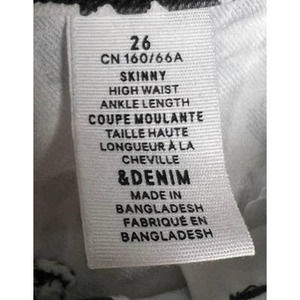 26
CN 160/66A
SKINNY
HIGH WAIST
ANKLE LENGTH
COUPE MOULANTE
TAILLE HAUTE
LONGUEUR À LA
CHEVILLE
&DENIM
MADE IN
BANGLADESH
FABRIQUÉ EN
BANGLADESH